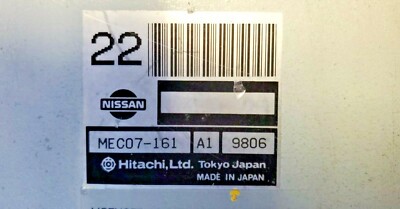 22
NISSAN
MEC07-161 A1 9806
Hitachi, Ltd. Tokyo Japan
MADE IN JAPAN